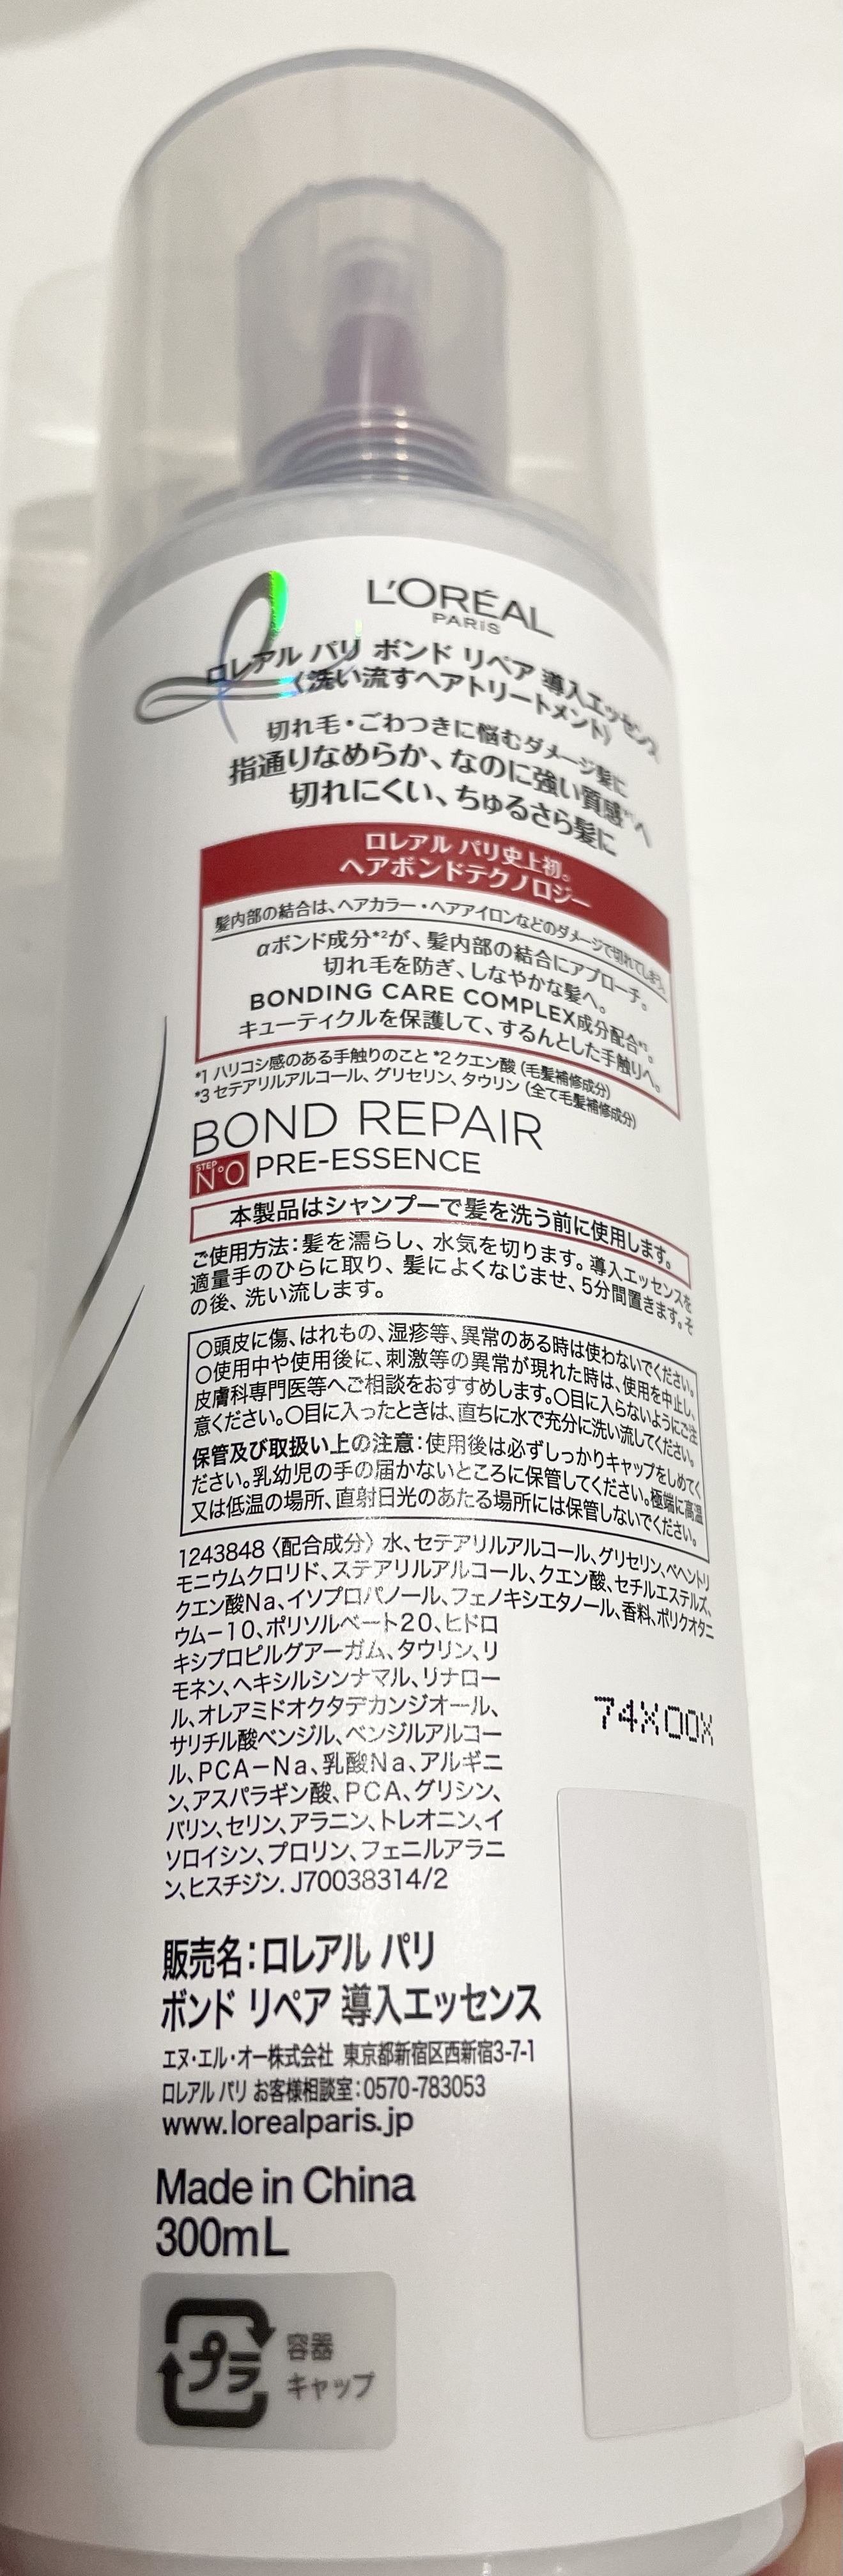 L'ORÉAL
PARIS
ロレアル パリ ボンド リペア 導入エッセンス
〈洗い流すヘアトリートメント〉
切れ毛・ごわつきに悩むダメージ髪に
指通りなめらか、なのに強い質感*1へ
切れにくい、ちゅるさら髪に
ロレアル パリ史上初。
ヘアボンドテクノロジー
髪内部の結合は、ヘアカラー・ヘアアイロンなどのダメージで切れてしまう。
αボンド成分*2が、髪内部の結合にアプローチ。
切れ毛を防ぎ、しなやかな髪へ。
BONDING CARE COMPLEX成分配合*3。
キューティクルを保護して、するんとした手触りへ。
*1 ハリコシ感のある手触りのこと *2 クエン酸（毛髪補修成分）
*3 セテアリルアルコール、グリセリン、タウリン（全て毛髪補修成分）
BOND REPAIR
STEP
N°0 PRE-ESSENCE
本製品はシャンプーで髪を洗う前に使用します。
ご使用方法：髪を濡らし、水気を切ります。導入エッセンスを
適量手のひらに取り、髪によくなじませ、5分間置きます。そ
の後、洗い流します。
○頭皮に傷、はれもの、湿疹等、異常のある時は使わないでください。
○使用中や使用後に、刺激等の異常が現れた時は、使用を中止し、
皮膚科専門医等へご相談をおすすめします。○目に入らないようにご注
意ください。○目に入ったときは、直ちに水で充分に洗い流してください。
保管及び取扱い上の注意：使用後は必ずしっかりキャップをしめてく
ださい。乳幼児の手の届かないところに保管してください。極端に高温
又は低温の場所、直射日光のあたる場所には保管しないでください。
1243848 〈配合成分〉 水、セテアリルアルコール、グリセリン、ベヘントリ
モニウムクロリド、ステアリルアルコール、クエン酸、セチルエステルズ、
クエン酸Na、イソプロパノール、フェノキシエタノール、香料、ポリクオタニ
ウム－10、ポリソルベート20、ヒドロ
キシプロピルグアーガム、タウリン、リ
モネン、ヘキシルシンナマル、リナロー
ル、オレアミドオクタデカンジオール、
サリチル酸ベンジル、ベンジルアルコー
ル、PCA－Na、乳酸Na、アルギニ
ン、アスパラギン酸、PCA、グリシン、
バリン、セリン、アラニン、トレオニン、イ
ソロイシン、プロリン、フェニルアラニ
ン、ヒスチジン. J70038314/2
74X00X
販売名：ロレアル パリ
ボンド リペア 導入エッセンス
エヌ・エル・オー株式会社 東京都新宿区西新宿3-7-1
ロレアル パリ お客様相談室：0570-783053
www.lorealparis.jp
Made in China
300mL
プラ
容器
キャップ